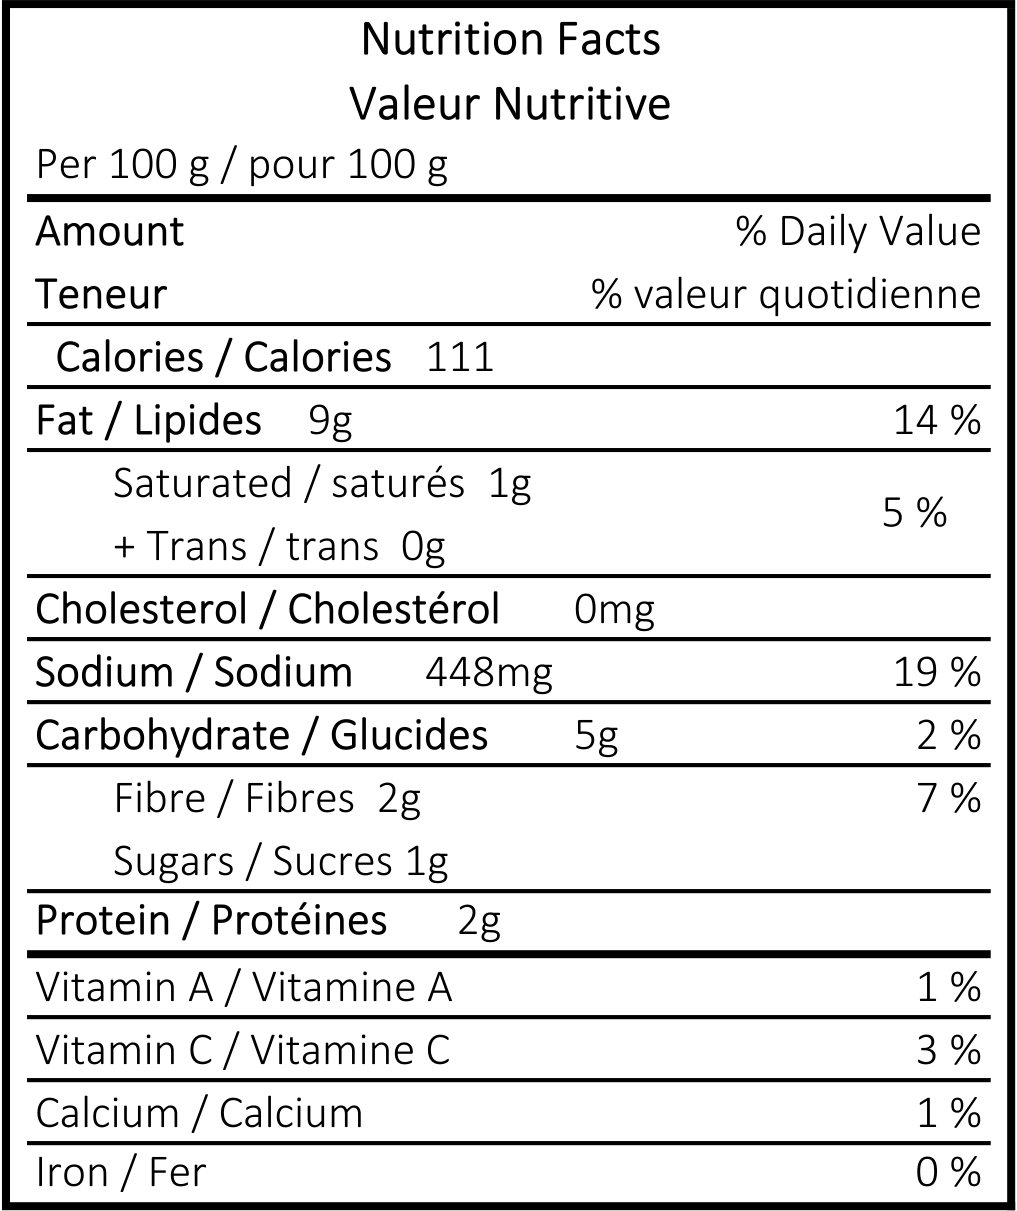 Nutrition Facts
Valeur Nutritive
Per 100 g / pour 100 g
Amount % Daily Value
Teneur % valeur quotidienne
Calories / Calories 111
Fat / Lipides 9g 14 %
Saturated / saturés 1g
5 %
+ Trans / trans 0g
Cholesterol / Cholestérol 0mg
Sodium / Sodium 448mg 19 %
Carbohydrate / Glucides 5g 2 %
Fibre / Fibres 2g 7 %
Sugars / Sucres 1g
Protein / Protéines 2g
Vitamin A / Vitamine A 1 %
Vitamin C / Vitamine C 3 %
Calcium / Calcium 1 %
Iron / Fer 0 %